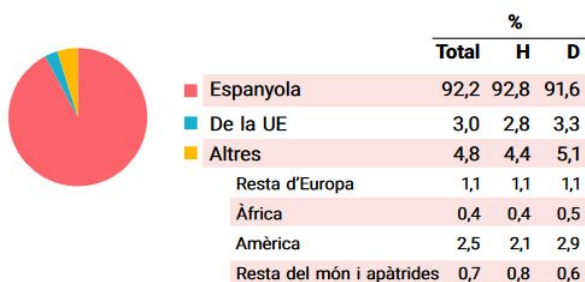 %
Total H D
Espanyola 92,2 92,8 91,6
De la UE 3,0 2,8 3,3
Altres 4,8 4,4 5,1
Resta d'Europa 1,1 1,1 1,1
Àfrica 0,4 0,4 0,5
Amèrica 2,5 2,1 2,9
Resta del món i apàtrides 0,7 0,8 0,6